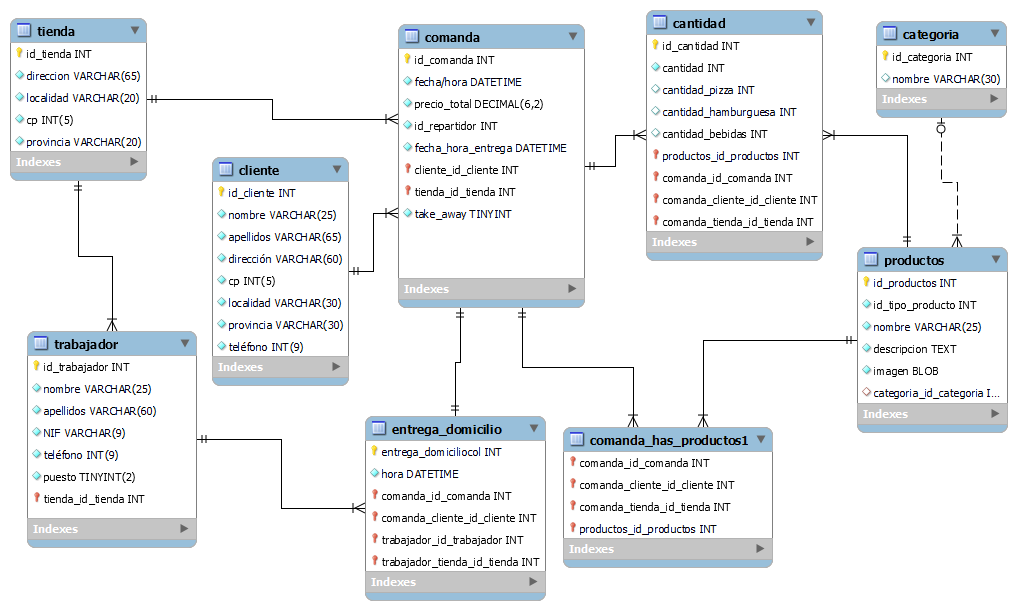 tienda
id_tienda INT
direccion VARCHAR(65)
localidad VARCHAR(20)
cp INT(5)
provincia VARCHAR(20)
Indexes
cliente
id_cliente INT
nombre VARCHAR(25)
apellidos VARCHAR(65)
dirección VARCHAR(60)
cp INT(5)
localidad VARCHAR(30)
provincia VARCHAR(30)
teléfono INT(9)
Indexes
comanda
id_comanda INT
fecha/hora DATETIME
precio_total DECIMAL(6,2)
id_repartidor INT
fecha_hora_entrega DATETIME
cliente_id_cliente INT
tienda_id_tienda INT
take_away TINYINT
Indexes
cantidad
id_cantidad INT
cantidad INT
cantidad_pizza INT
cantidad_hamburguesa INT
cantidad_bebidas INT
productos_id_productos INT
comanda_id_comanda INT
comanda_cliente_id_cliente INT
comanda_tienda_id_tienda INT
Indexes
categoria
id_categoria INT
nombre VARCHAR(30)
Indexes
productos
id_productos INT
id_tipo_producto INT
nombre VARCHAR(25)
descripcion TEXT
imagen BLOB
categoria_id_categoria I...
Indexes
trabajador
id_trabajador INT
nombre VARCHAR(25)
apellidos VARCHAR(60)
NIF VARCHAR(9)
teléfono INT(9)
puesto TINYINT(2)
tienda_id_tienda INT
Indexes
entrega_domicilio
entrega_domiciliocol INT
hora DATETIME
comanda_id_comanda INT
comanda_cliente_id_cliente INT
trabajador_id_trabajador INT
trabajador_tienda_id_tienda INT
Indexes
comanda_has_productos1
comanda_id_comanda INT
comanda_cliente_id_cliente INT
comanda_tienda_id_tienda INT
productos_id_productos INT
Indexes